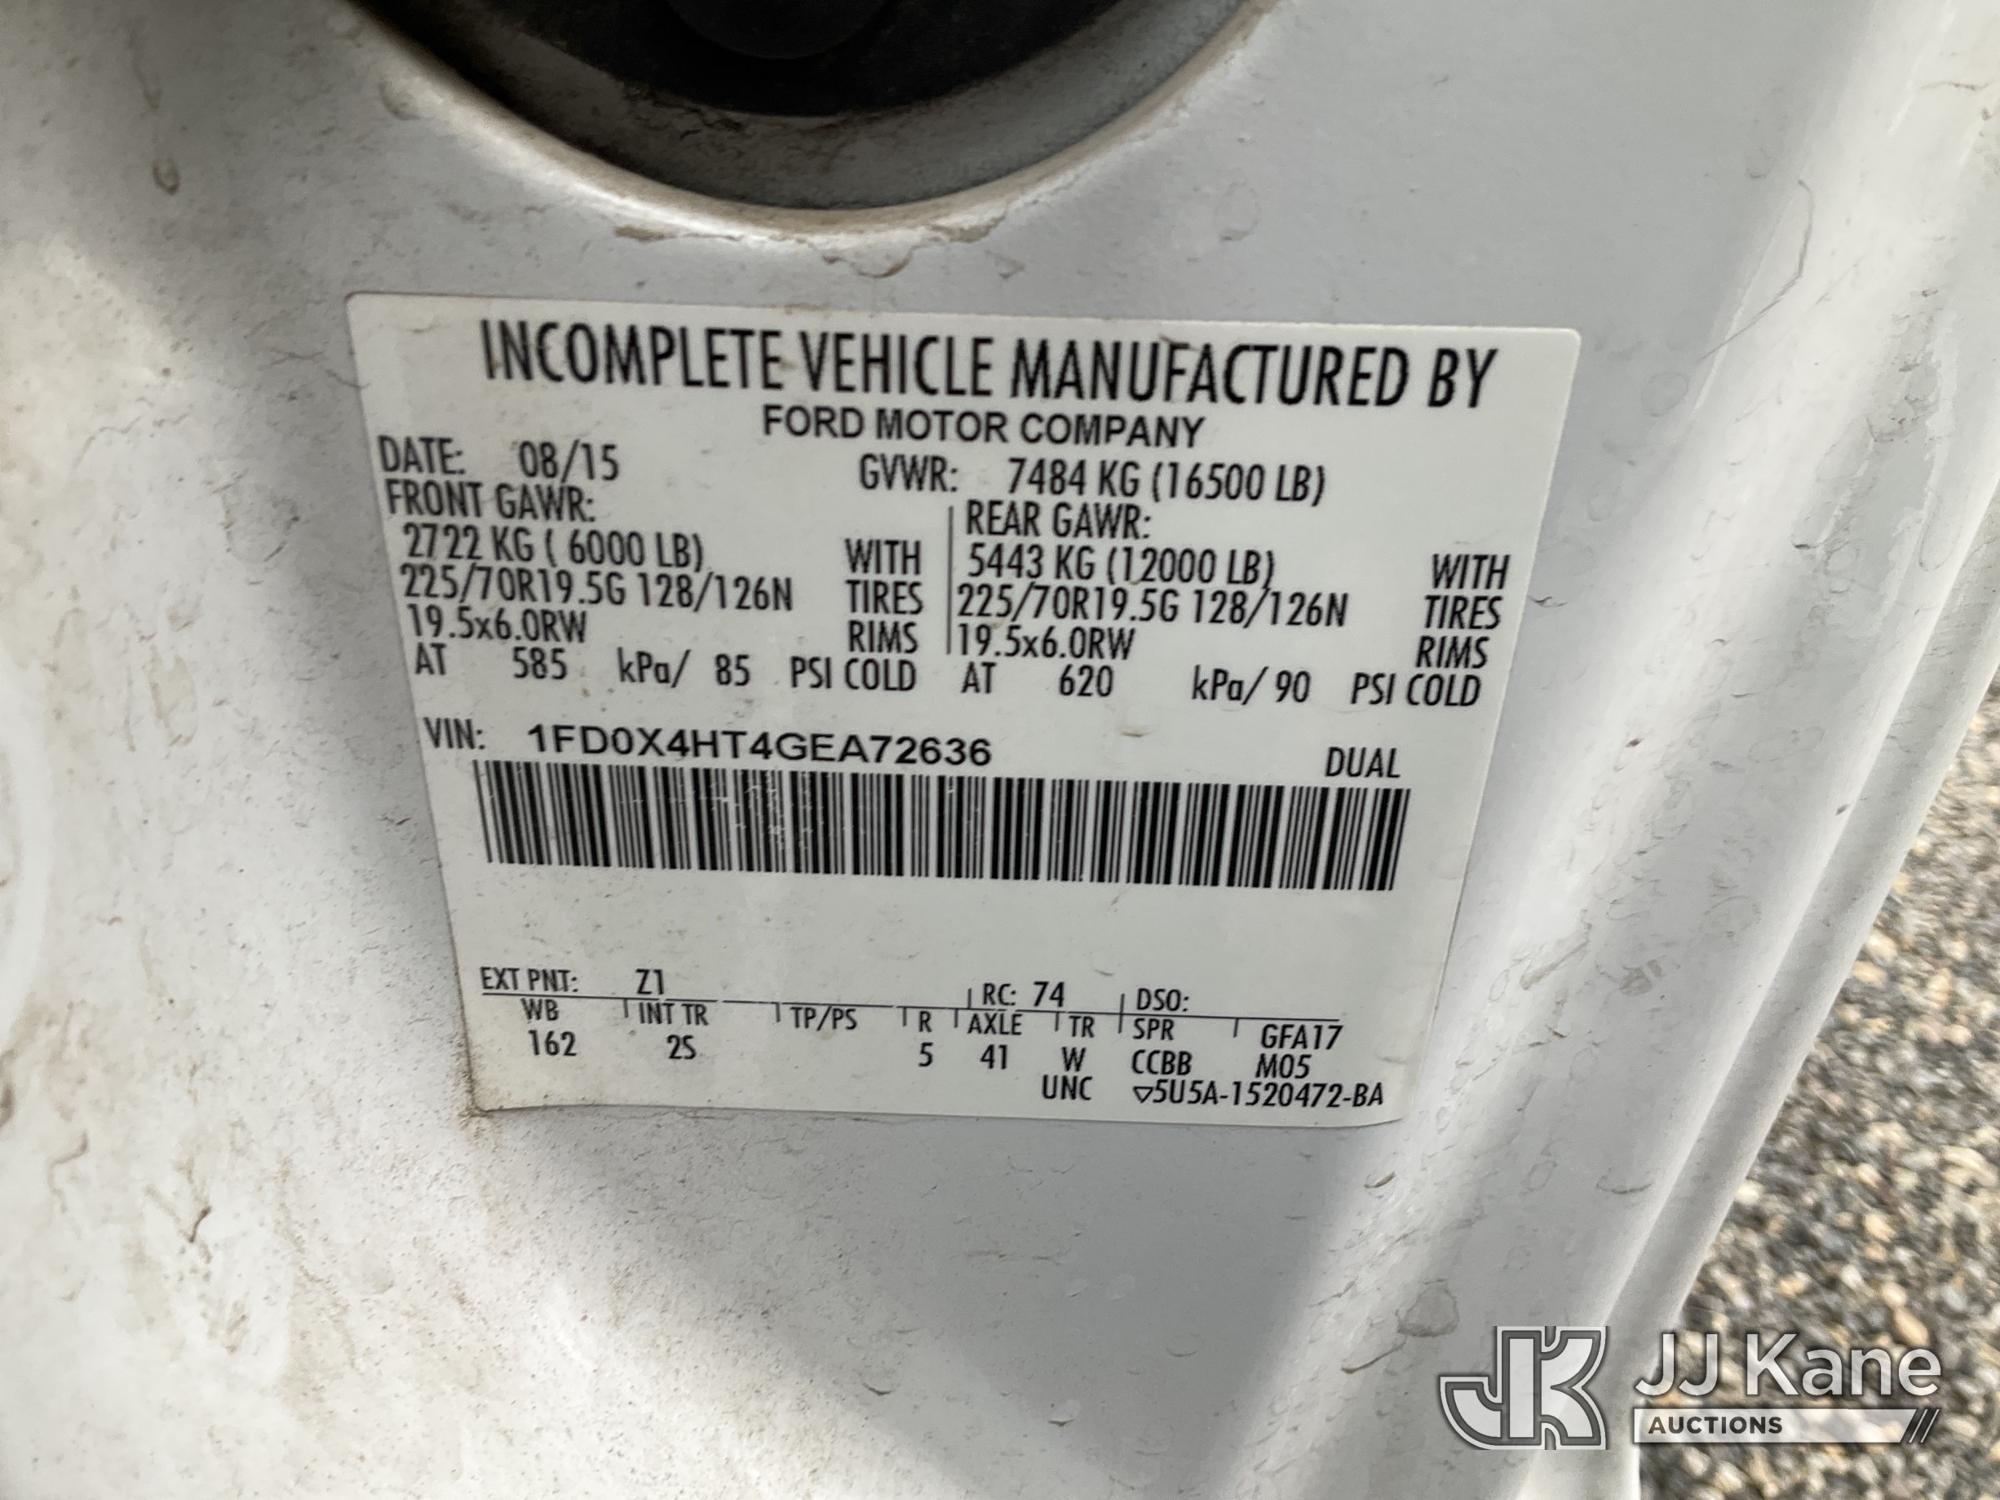 INCOMPLETE VEHICLE MANUFACTURED BY
FORD MOTOR COMPANY
DATE: 08/15 GVWR: 7484 KG (16500 LB)
FRONT GAWR: REAR GAWR:
2722 KG ( 6000 LB) WITH 5443 KG (12000 LB) WITH
225/70R19.5G 128/126N TIRES 225/70R19.5G 128/126N TIRES
19.5x6.0RW RIMS 19.5x6.0RW RIMS
AT 585 kPa/ 85 PSI COLD AT 620 kPa/ 90 PSI COLD
VIN: 1FD0X4HT4GEA72636 DUAL
EXT PNT: Z1 RC: 74 DSO:
WB INT TR TP/PS R AXLE TR SPR GFA17
162 2S 5 41 W CCBB M05
UNC ▽5U5A-1520472-BA
JK JJ Kane
AUCTIONS